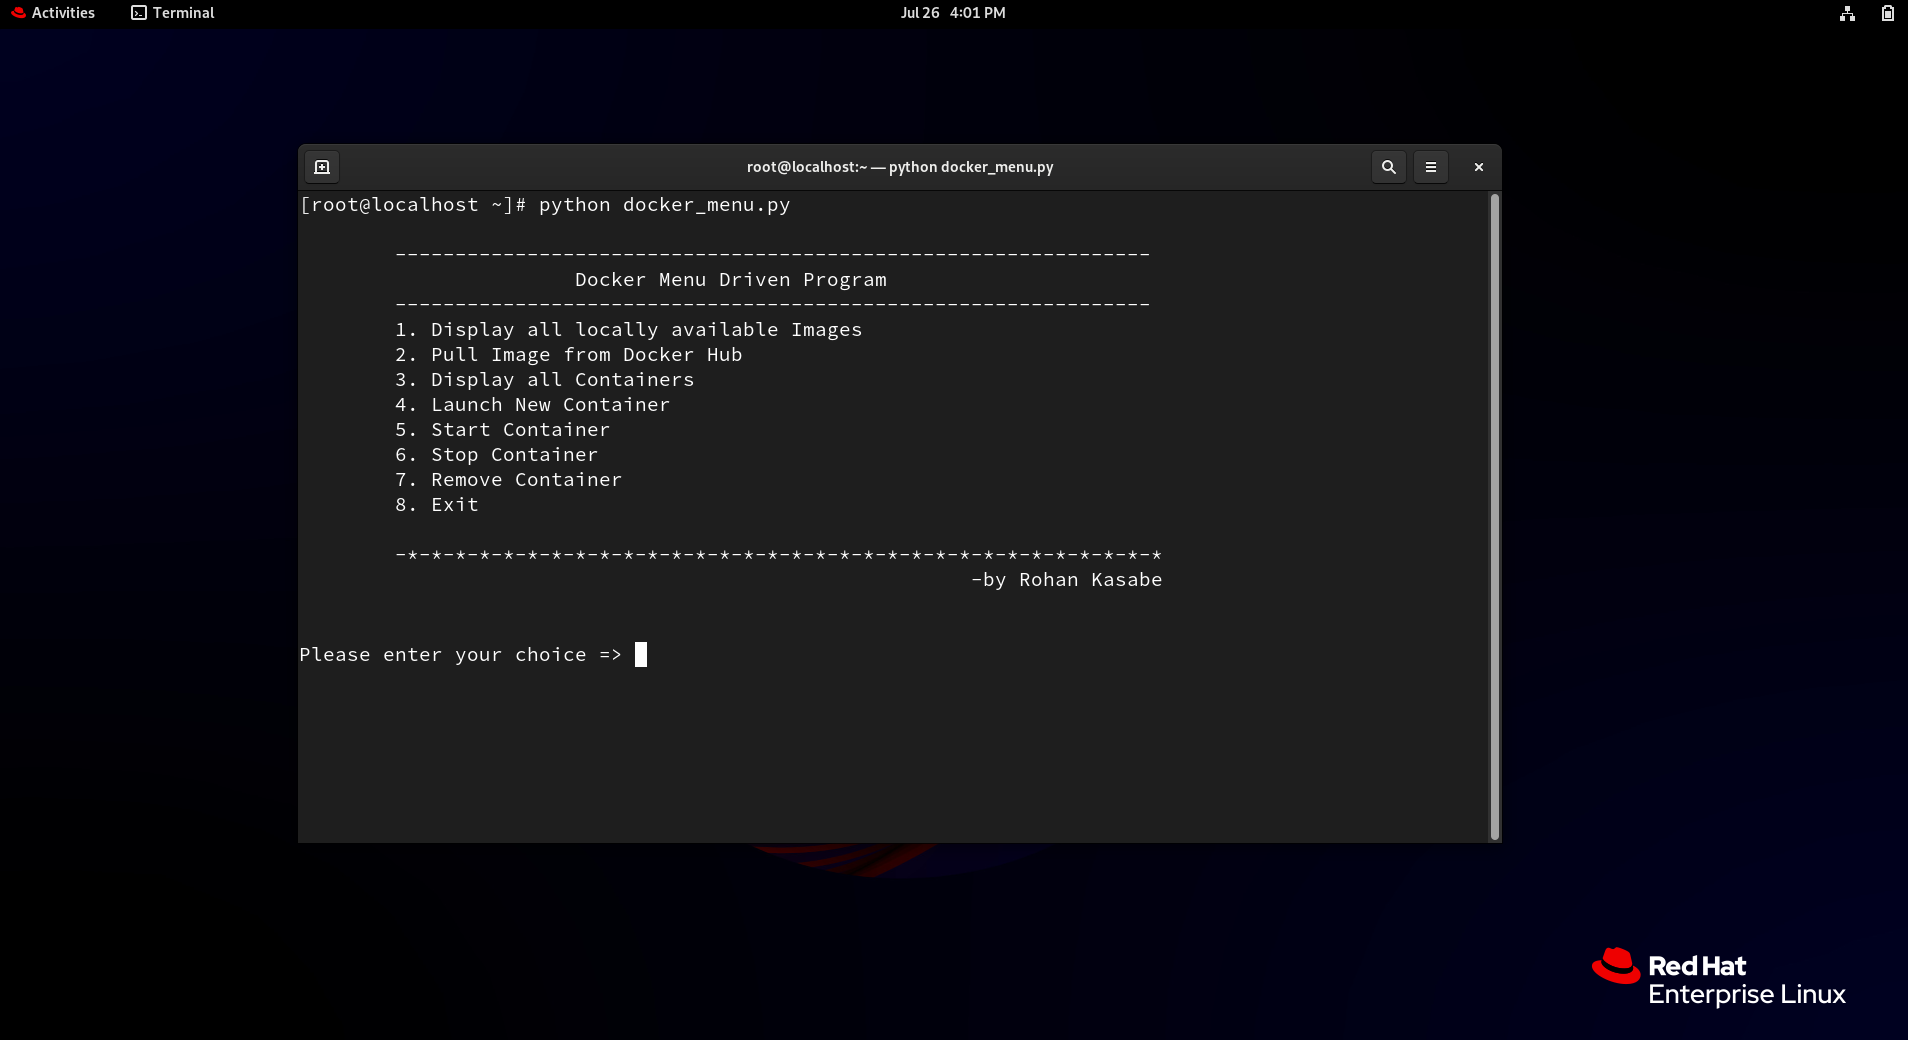 Activities Terminal Jul 26 4:01 PM
root@localhost:~ — python docker_menu.py
[root@localhost ~]# python docker_menu.py
---------------------------------------------------------------
Docker Menu Driven Program
---------------------------------------------------------------
1. Display all locally available Images
2. Pull Image from Docker Hub
3. Display all Containers
4. Launch New Container
5. Start Container
6. Stop Container
7. Remove Container
8. Exit
-*-*-*-*-*-*-*-*-*-*-*-*-*-*-*-*-*-*-*-*-*-*-*-*-*-*-*-*-*-*-*-*
-by Rohan Kasabe
Please enter your choice =>
Red Hat
Enterprise Linux